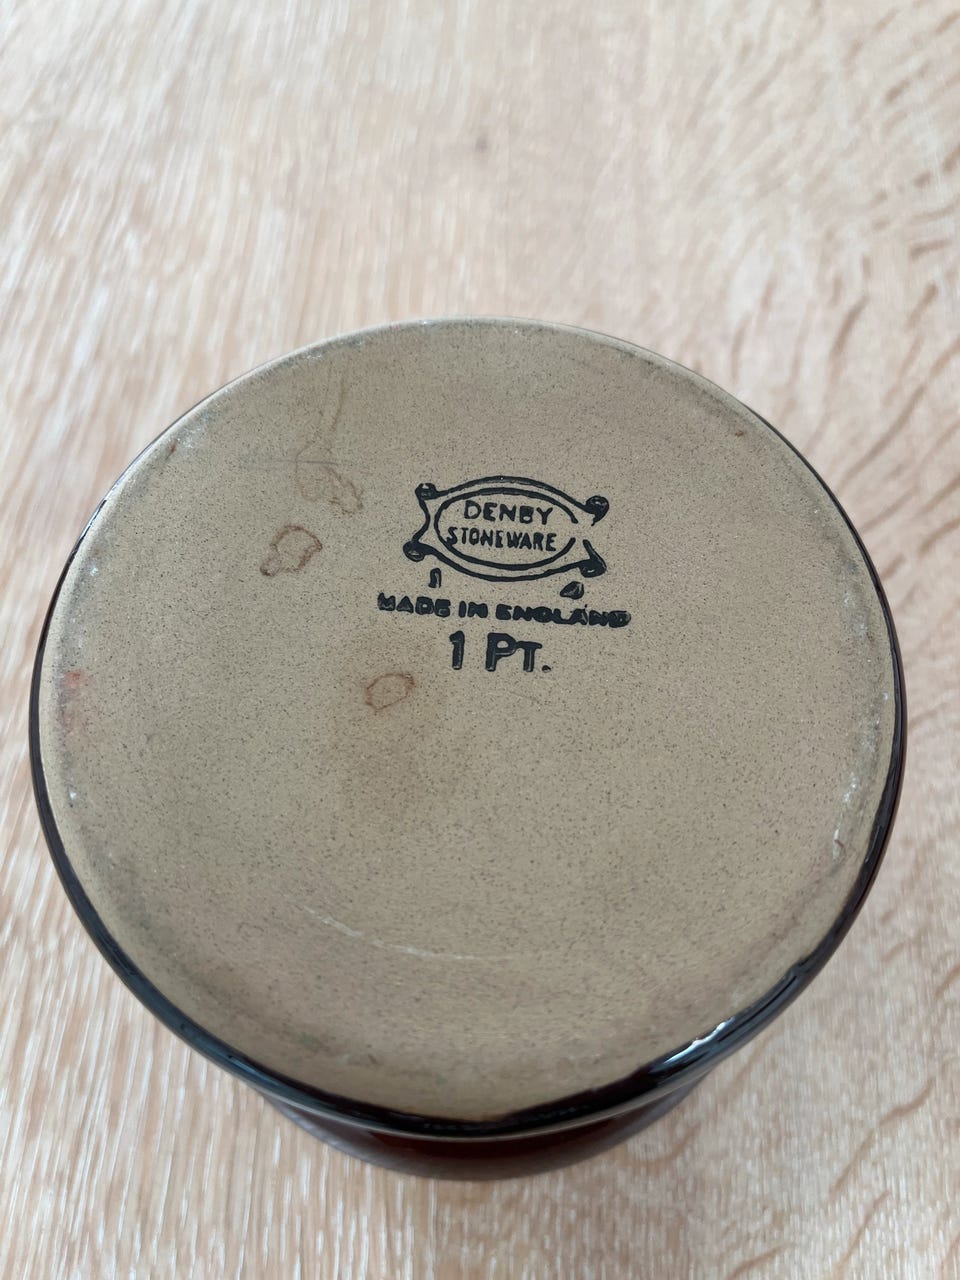 DENBY
STONEWARE
MADE IN ENGLAND
1 PT.